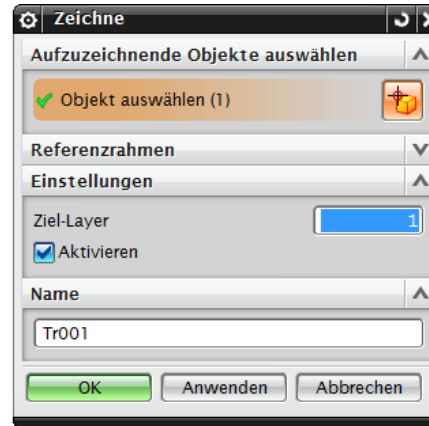 Zeichne
Aufzuzeichnende Objekte auswählen
Objekt auswählen (1)
Referenzrahmen
Einstellungen
Ziel-Layer 1
Aktivieren
Name
Tr001
OK Anwenden Abbrechen